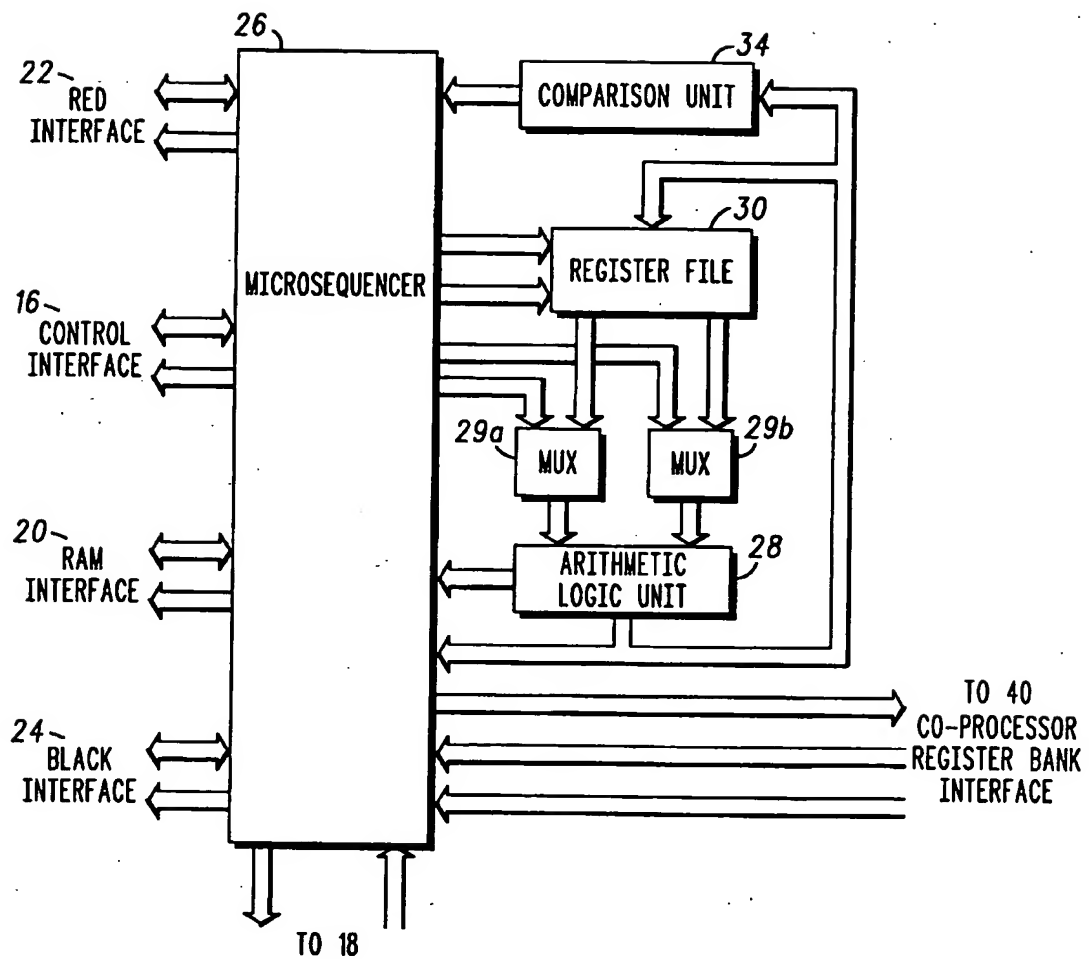 26
34
22
RED
INTERFACE
COMPARISON UNIT
30
REGISTER FILE
MICROSEQUENCER
16
CONTROL
INTERFACE
29a
MUX
MUX
29b
20
RAM
INTERFACE
ARITHMETIC
LOGIC UNIT
28
24
BLACK
INTERFACE
TO 40
CO-PROCESSOR
REGISTER BANK
INTERFACE
TO 18